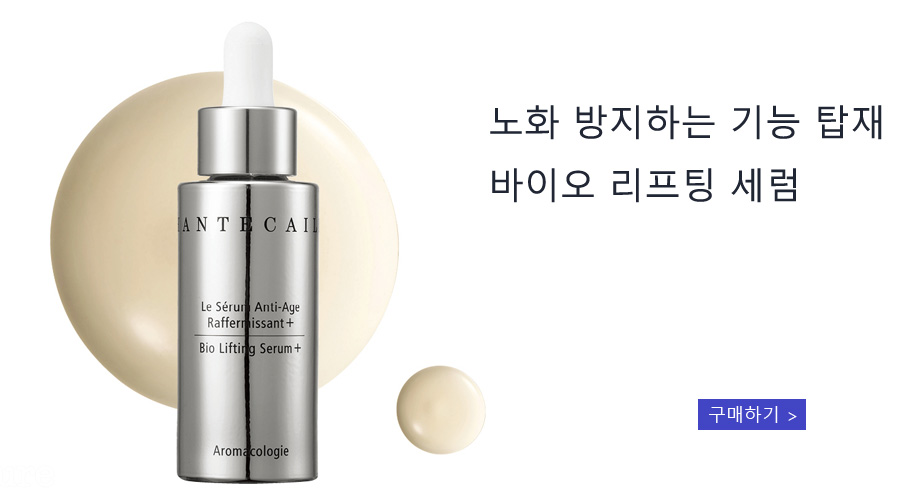 노화 방지하는 기능 탑재
바이오 리프팅 세럼
ANTECAIL
Le Sérum Anti-Age
Raffermissant+
Bio Lifting Serum+
Aromacologie
구매하기 >